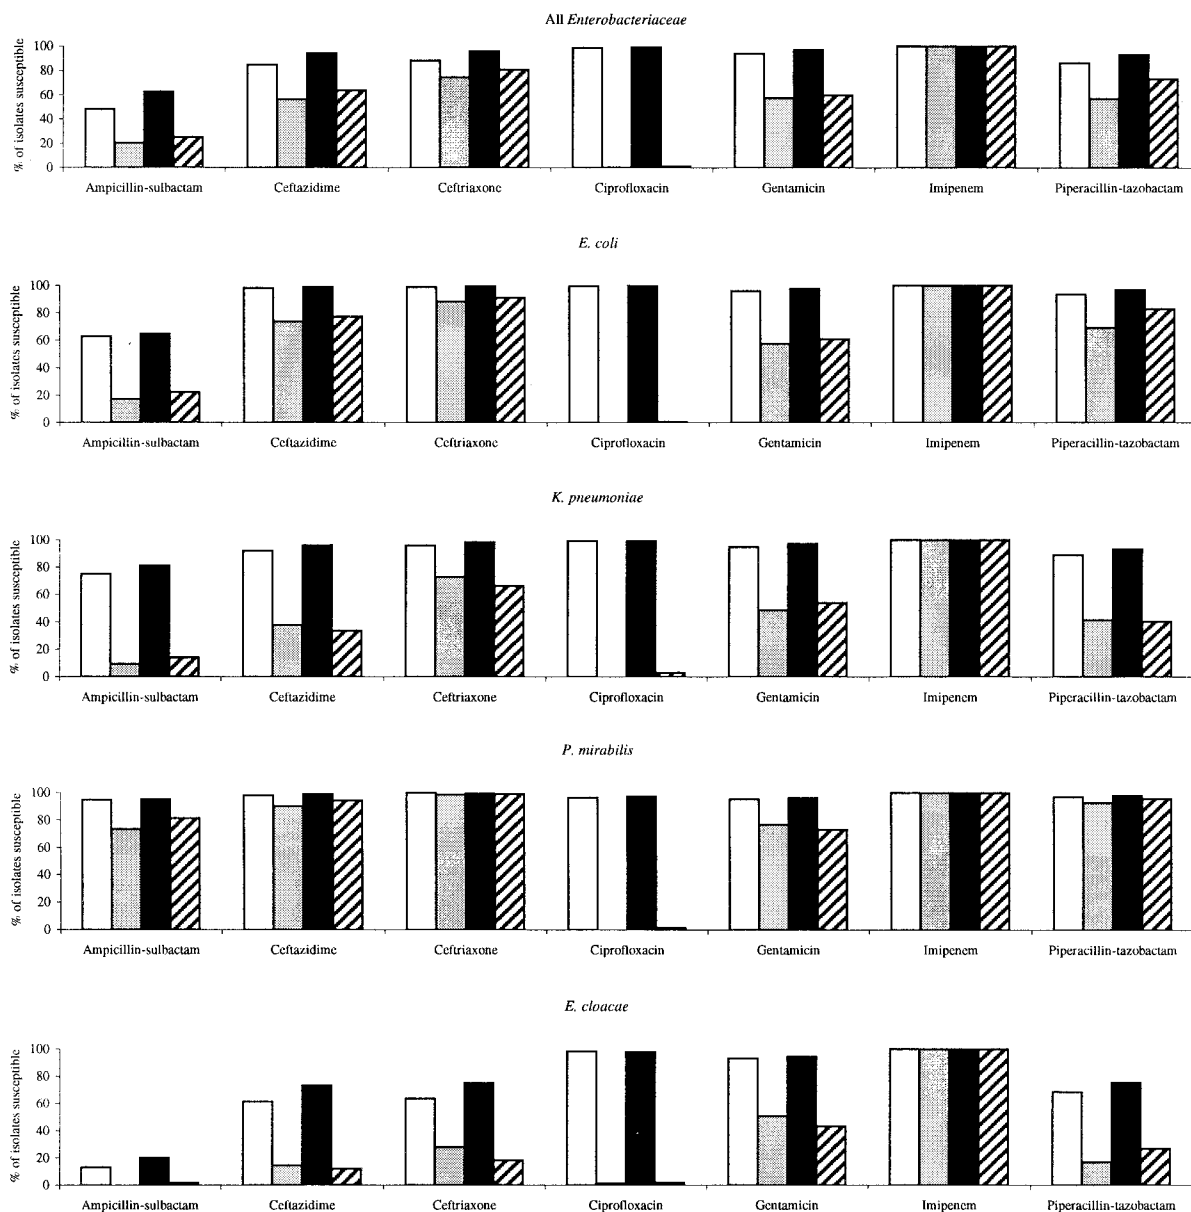 All Enterobacteriaceae
% of isolates susceptible
100
80
60
40
20
0
Ampicillin-sulbactam Ceftazidime Ceftriaxone Ciprofloxacin Gentamicin Imipenem Piperacillin-tazobactam
E. coli
% of isolates susceptible
100
80
60
40
20
0
Ampicillin-sulbactam Ceftazidime Ceftriaxone Ciprofloxacin Gentamicin Imipenem Piperacillin-tazobactam
K. pneumoniae
% of isolates susceptible
100
80
60
40
20
0
Ampicillin-sulbactam Ceftazidime Ceftriaxone Ciprofloxacin Gentamicin Imipenem Piperacillin-tazobactam
P. mirabilis
% of isolates susceptible
100
80
60
40
20
0
Ampicillin-sulbactam Ceftazidime Ceftriaxone Ciprofloxacin Gentamicin Imipenem Piperacillin-tazobactam
E. cloacae
% of isolates susceptible
100
80
60
40
20
0
Ampicillin-sulbactam Ceftazidime Ceftriaxone Ciprofloxacin Gentamicin Imipenem Piperacillin-tazobactam